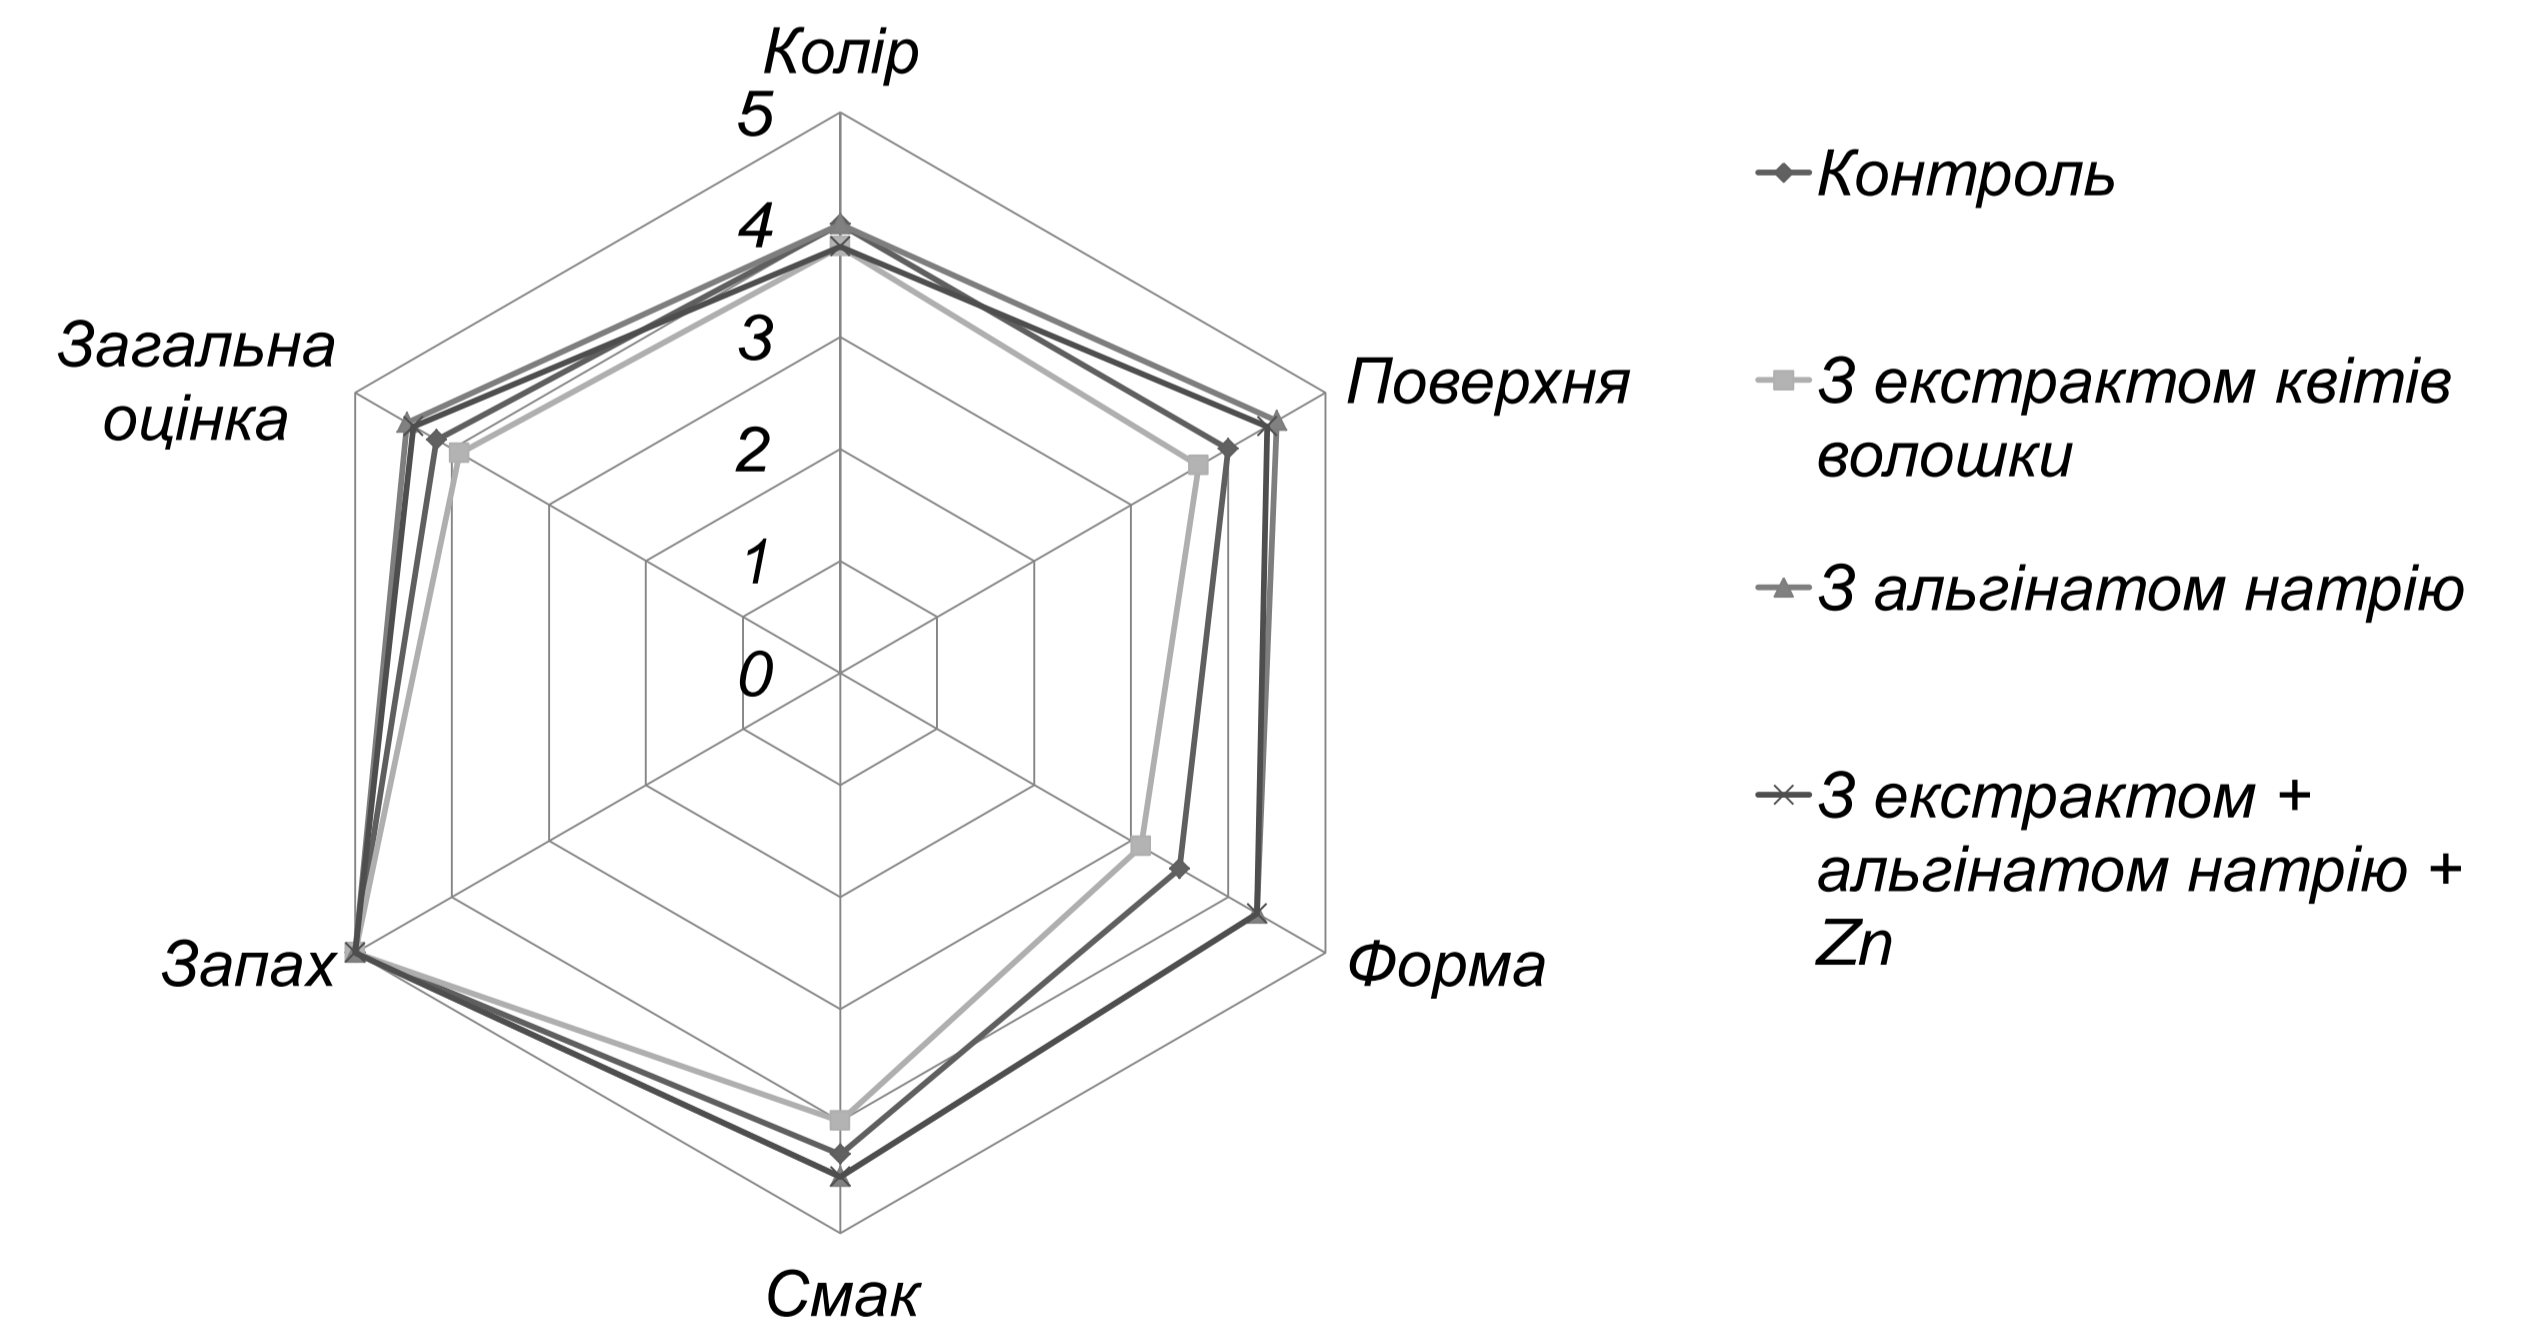 Колір
5
4
3
2
1
0
Загальна
оцінка
Поверхня
Запах
Форма
Смак
Контроль
З екстрактом квітів
волошки
З альгінатом натрію
З екстрактом +
альгінатом натрію +
Zn